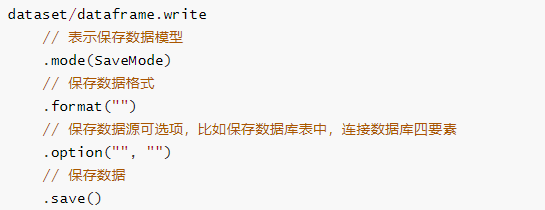 dataset/dataframe.write
// 表示保存数据模型
.mode(SaveMode)
// 保存数据格式
.format("")
// 保存数据源可选项，比如保存数据库表中，连接数据库四要素
.option("", "")
// 保存数据
.save()